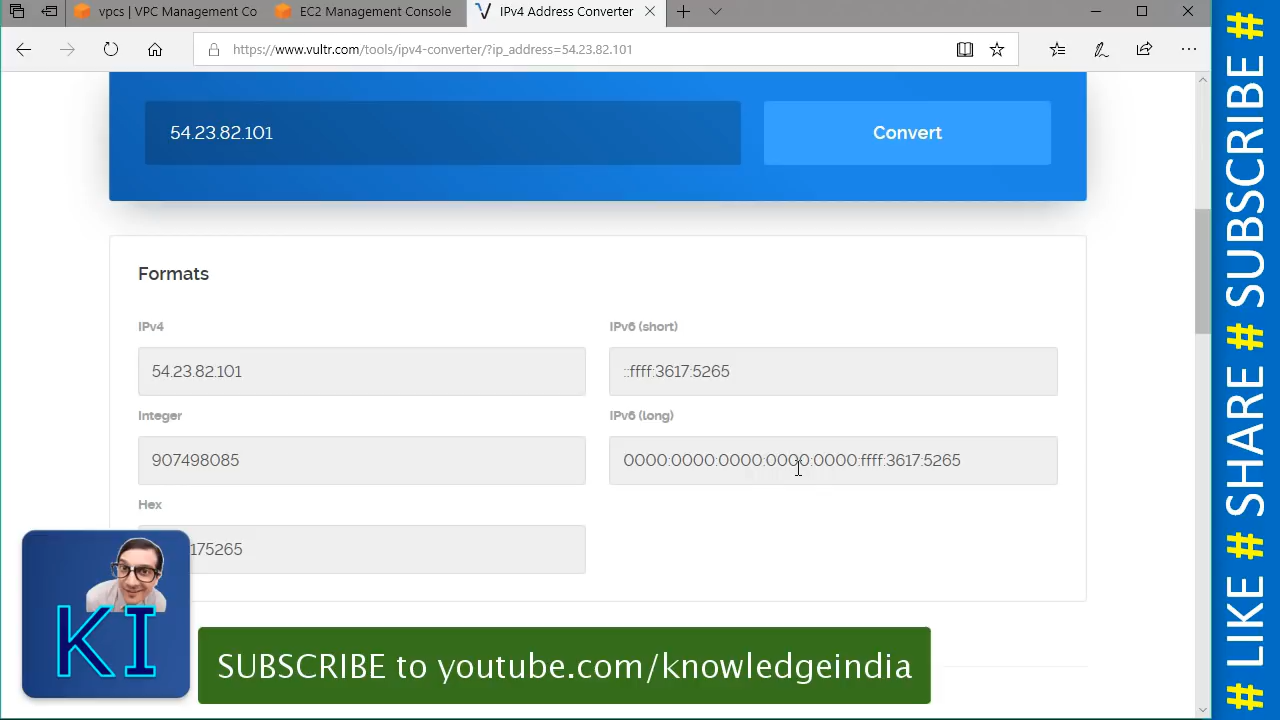 vpcs | VPC Management Co
EC2 Management Console
IPv4 Address Converter
https://www.vultr.com/tools/ipv4-converter/?ip_address=54.23.82.101
54.23.82.101
Convert
Formats
IPv4
IPv6 (short)
54.23.82.101
::ffff:3617:5265
Integer
IPv6 (long)
907498085
0000:0000:0000:0000:0000:ffff:3617:5265
Hex
175265
KI
SUBSCRIBE to youtube.com/knowledgeindia
# LIKE # SHARE # SUBSCRIBE #